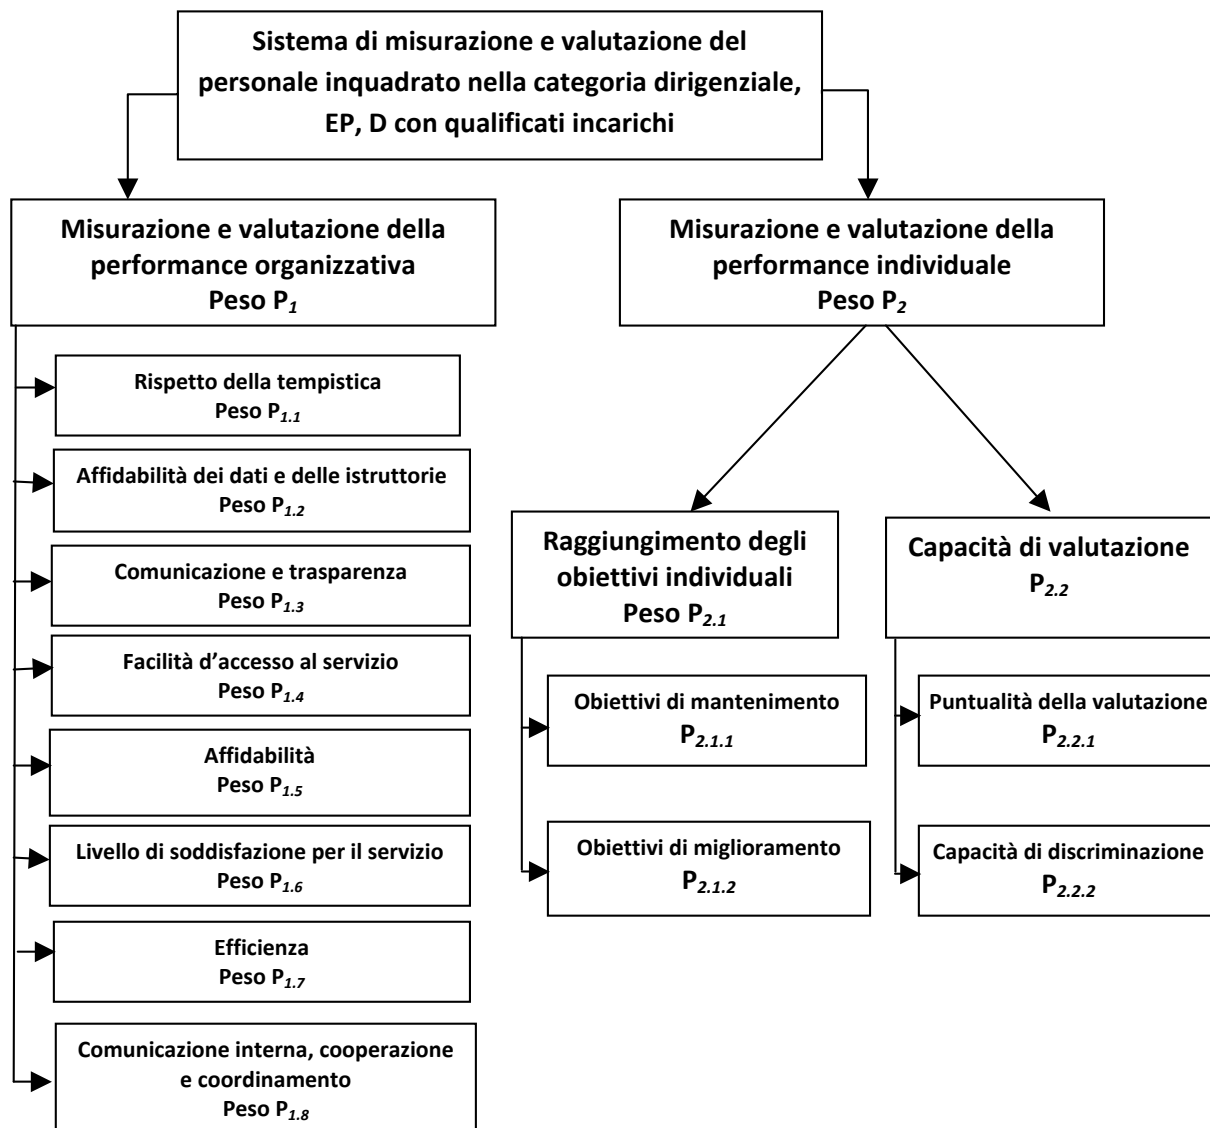 Sistema di misurazione e valutazione del
personale inquadrato nella categoria dirigenziale,
EP, D con qualificati incarichi
Misurazione e valutazione della
performance organizzativa
Peso P1
Misurazione e valutazione della
performance individuale
Peso P2
Rispetto della tempistica
Peso P1.1
Affidabilità dei dati e delle istruttorie
Peso P1.2
Comunicazione e trasparenza
Peso P1.3
Facilità d’accesso al servizio
Peso P1.4
Affidabilità
Peso P1.5
Livello di soddisfazione per il servizio
Peso P1.6
Efficienza
Peso P1.7
Comunicazione interna, cooperazione
e coordinamento
Peso P1.8
Raggiungimento degli
obiettivi individuali
Peso P2.1
Obiettivi di mantenimento
P2.1.1
Obiettivi di miglioramento
P2.1.2
Capacità di valutazione
P2.2
Puntualità della valutazione
P2.2.1
Capacità di discriminazione
P2.2.2